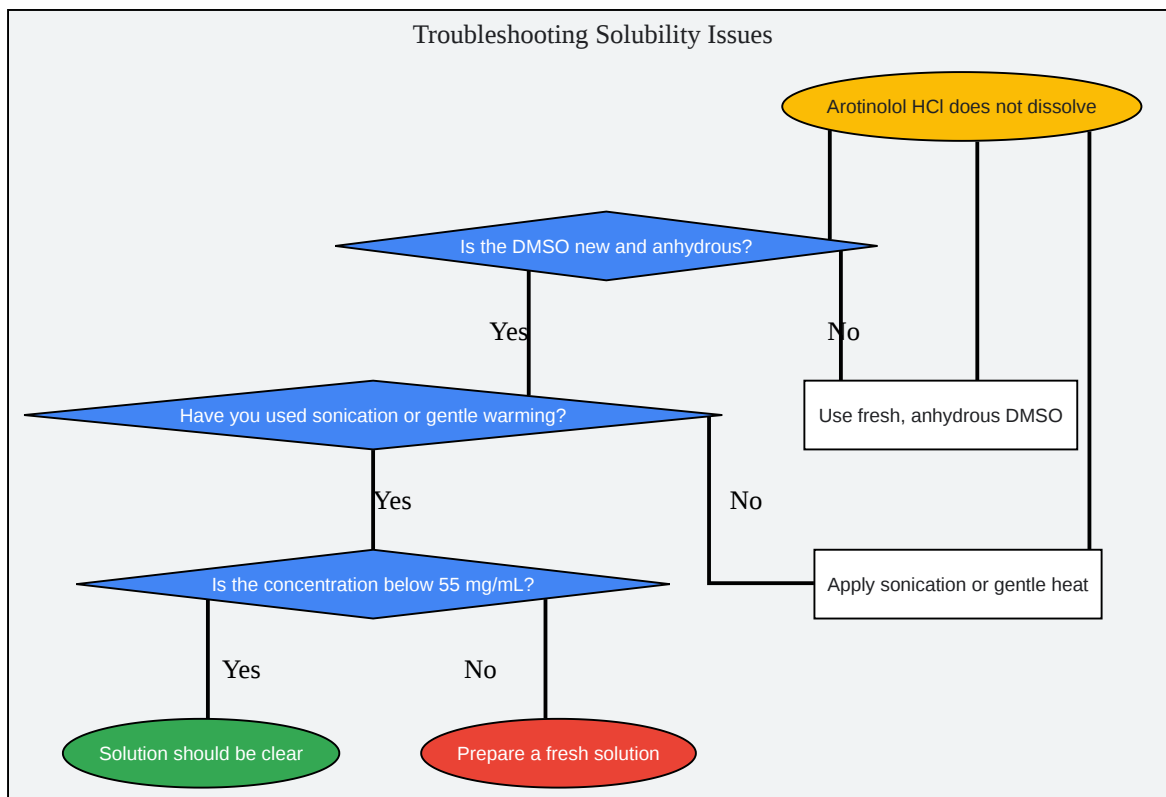 Troubleshooting Solubility Issues
Arotinolol HCl does not dissolve
Is the DMSO new and anhydrous?
Yes
No
Have you used sonication or gentle warming?
Use fresh, anhydrous DMSO
Yes
No
Is the concentration below 55 mg/mL?
Apply sonication or gentle heat
Yes
No
Solution should be clear
Prepare a fresh solution